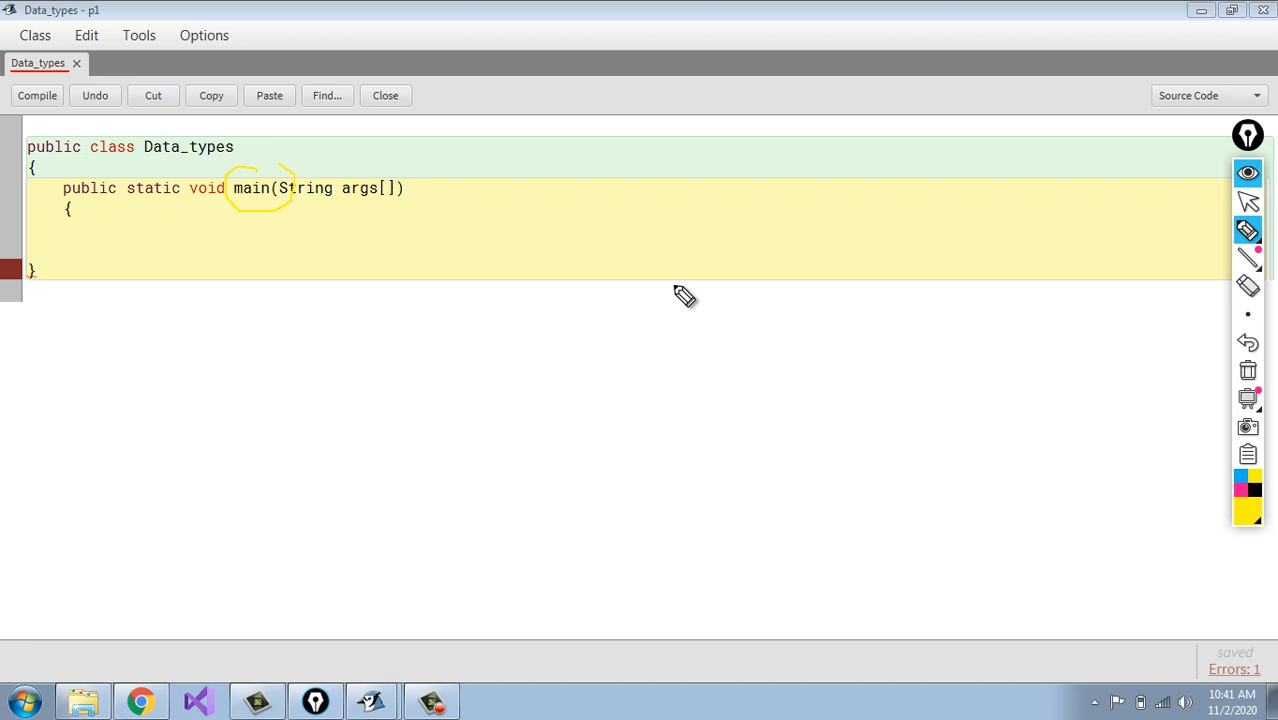 Data_types - p1
Class Edit Tools Options
Data_types
Compile Undo Cut Copy Paste Find... Close Source Code
public class Data_types
{
public static void main(String args[])
{
}
saved
Errors: 1
10:41 AM
11/2/2020